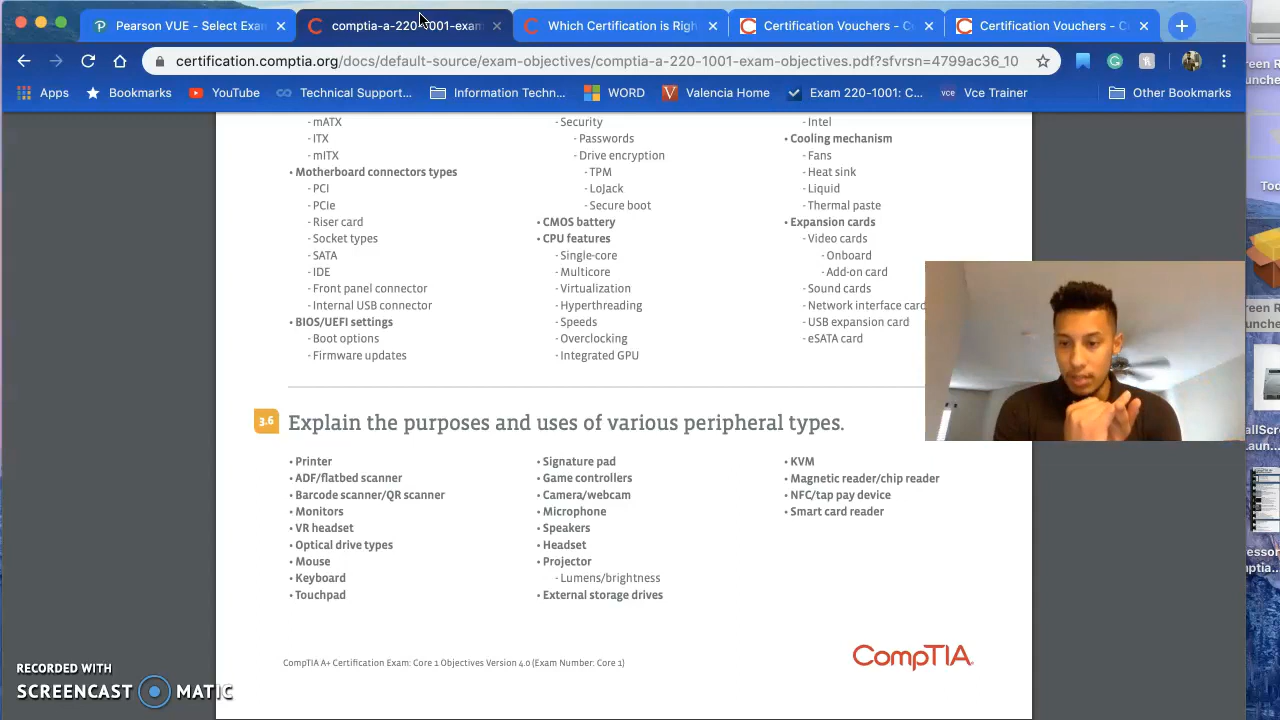 Pearson VUE - Select Exa
comptia-a-220-1001-exam
Which Certification is Righ
Certification Vouchers - C
Certification Vouchers - C
certification.comptia.org/docs/default-source/exam-objectives/comptia-a-220-1001-exam-objectives.pdf?sfvrsn=4799ac36_10
Apps
Bookmarks
YouTube
Technical Support...
Information Techn...
WORD
Valencia Home
Exam 220-1001: C...
vce Vce Trainer
Other Bookmarks
- mATX
- ITX
- mITX
• Motherboard connectors types
- PCI
- PCIe
- Riser card
- Socket types
- SATA
- IDE
- Front panel connector
- Internal USB connector
• BIOS/UEFI settings
- Boot options
- Firmware updates
- Security
- Passwords
- Drive encryption
- TPM
- LoJack
- Secure boot
• CMOS battery
• CPU features
- Single-core
- Multicore
- Virtualization
- Hyperthreading
- Speeds
- Overclocking
- Integrated GPU
- Intel
• Cooling mechanism
- Fans
- Heat sink
- Liquid
- Thermal paste
• Expansion cards
- Video cards
- Onboard
- Add-on card
- Sound cards
- Network interface card
- USB expansion card
- eSATA card
3.6 Explain the purposes and uses of various peripheral types.
• Printer
• ADF/flatbed scanner
• Barcode scanner/QR scanner
• Monitors
• VR headset
• Optical drive types
• Mouse
• Keyboard
• Touchpad
• Signature pad
• Game controllers
• Camera/webcam
• Microphone
• Speakers
• Headset
• Projector
- Lumens/brightness
• External storage drives
• KVM
• Magnetic reader/chip reader
• NFC/tap pay device
• Smart card reader
CompTIA A+ Certification Exam: Core 1 Objectives Version 4.0 (Exam Number: Core 1)
CompTIA.
RECORDED WITH
SCREENCAST MATIC